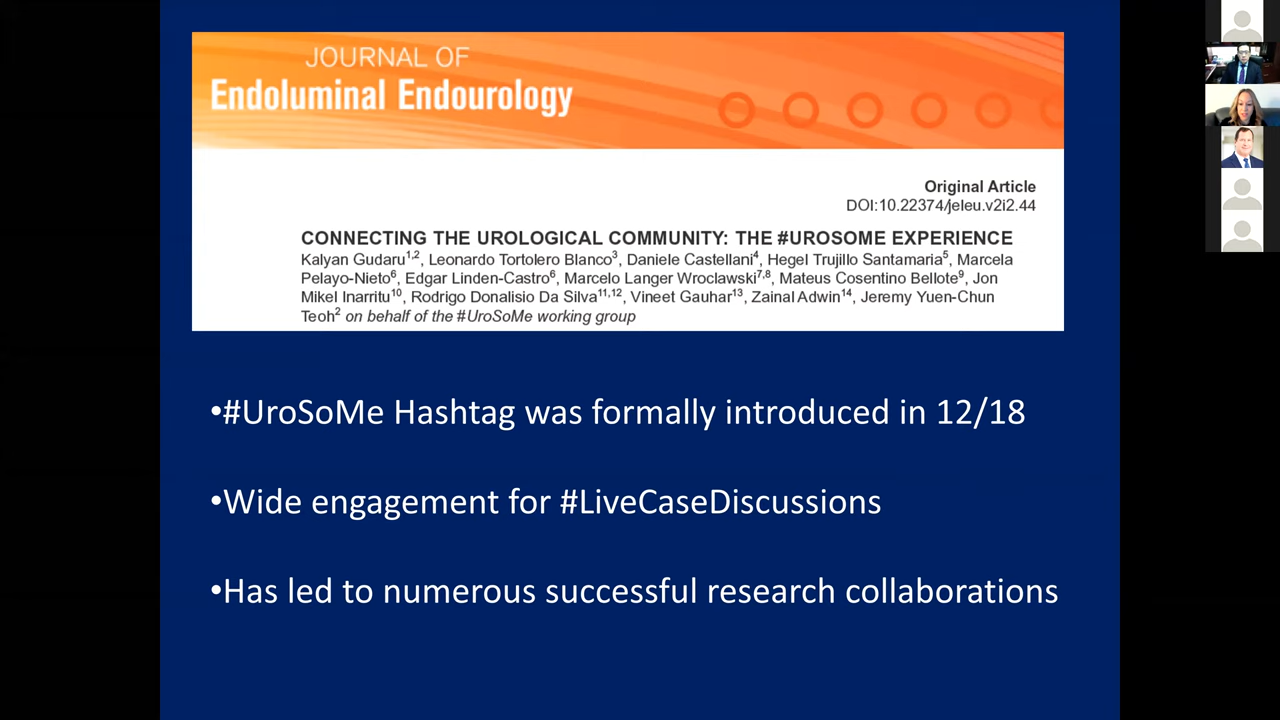 JOURNAL OF
Endoluminal Endourology
Original Article
DOI:10.22374/jeleu.v2i2.44
CONNECTING THE UROLOGICAL COMMUNITY: THE #UROSOME EXPERIENCE
Kalyan Gudaru1,2, Leonardo Tortolero Blanco3, Daniele Castellani4, Hegel Trujillo Santamaria5, Marcela
Pelayo-Nieto6, Edgar Linden-Castro6, Marcelo Langer Wroclawski7,8, Mateus Cosentino Bellote9, Jon
Mikel Inarritu10, Rodrigo Donalisio Da Silva11,12, Vineet Gauhar13, Zainal Adwin14, Jeremy Yuen-Chun
Teoh2 on behalf of the #UroSoMe working group
•#UroSoMe Hashtag was formally introduced in 12/18
•Wide engagement for #LiveCaseDiscussions
•Has led to numerous successful research collaborations